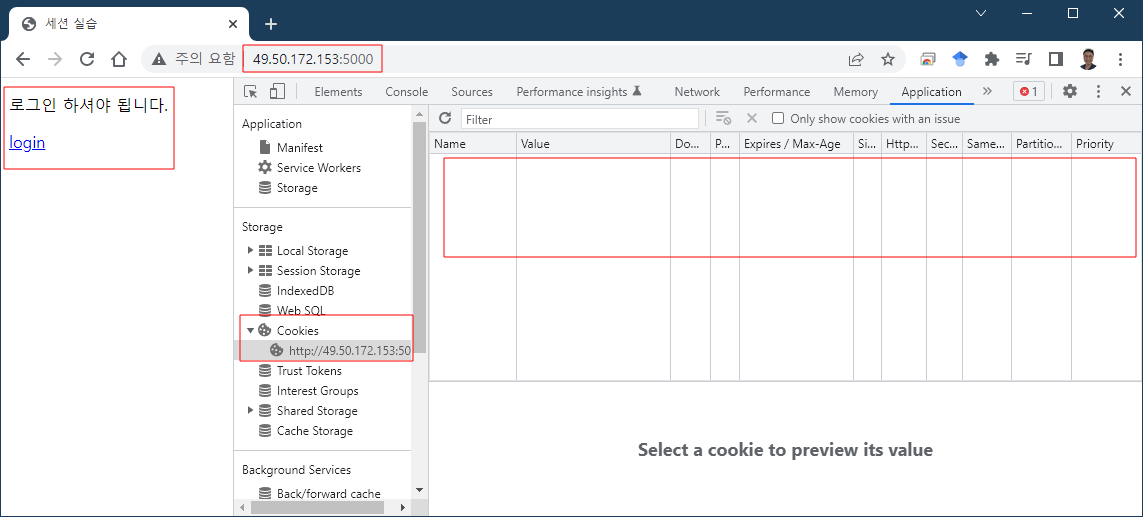 세션 실습
주의 요함
49.50.172.153:5000
로그인 하셔야 됩니다.
login
Elements
Console
Sources
Performance insights
Network
Performance
Memory
Application
1
Application
Manifest
Service Workers
Storage
Storage
Local Storage
Session Storage
IndexedDB
Web SQL
Cookies
http://49.50.172.153:50
Trust Tokens
Interest Groups
Shared Storage
Cache Storage
Background Services
Back/forward cache
Filter
Only show cookies with an issue
Name
Value
Do...
P...
Expires / Max-Age
Si...
Http...
Sec...
Same...
Partitio...
Priority
Select a cookie to preview its value